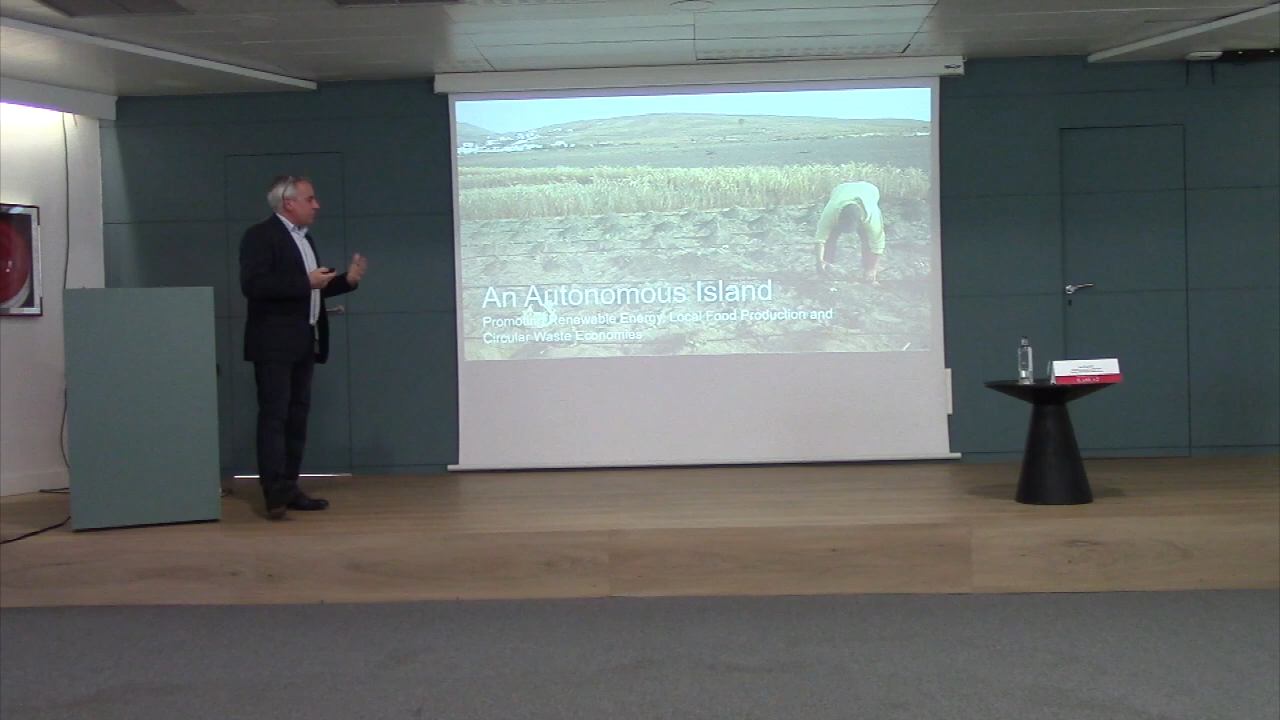 An Autonomous Island
Promoting Renewable Energy, Local Food Production and
Circular Waste Economies